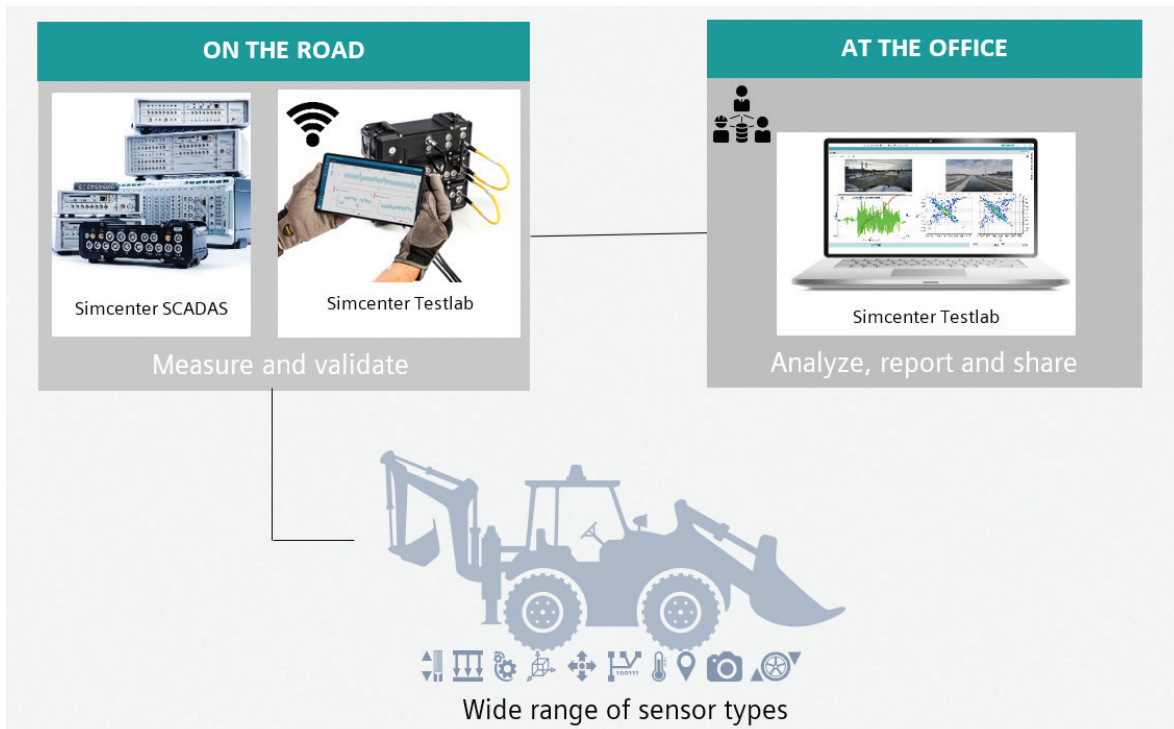 ON THE ROAD
Simcenter SCADAS
Simcenter Testlab
Measure and validate
AT THE OFFICE
Simcenter Testlab
Analyze, report and share
100111
Wide range of sensor types